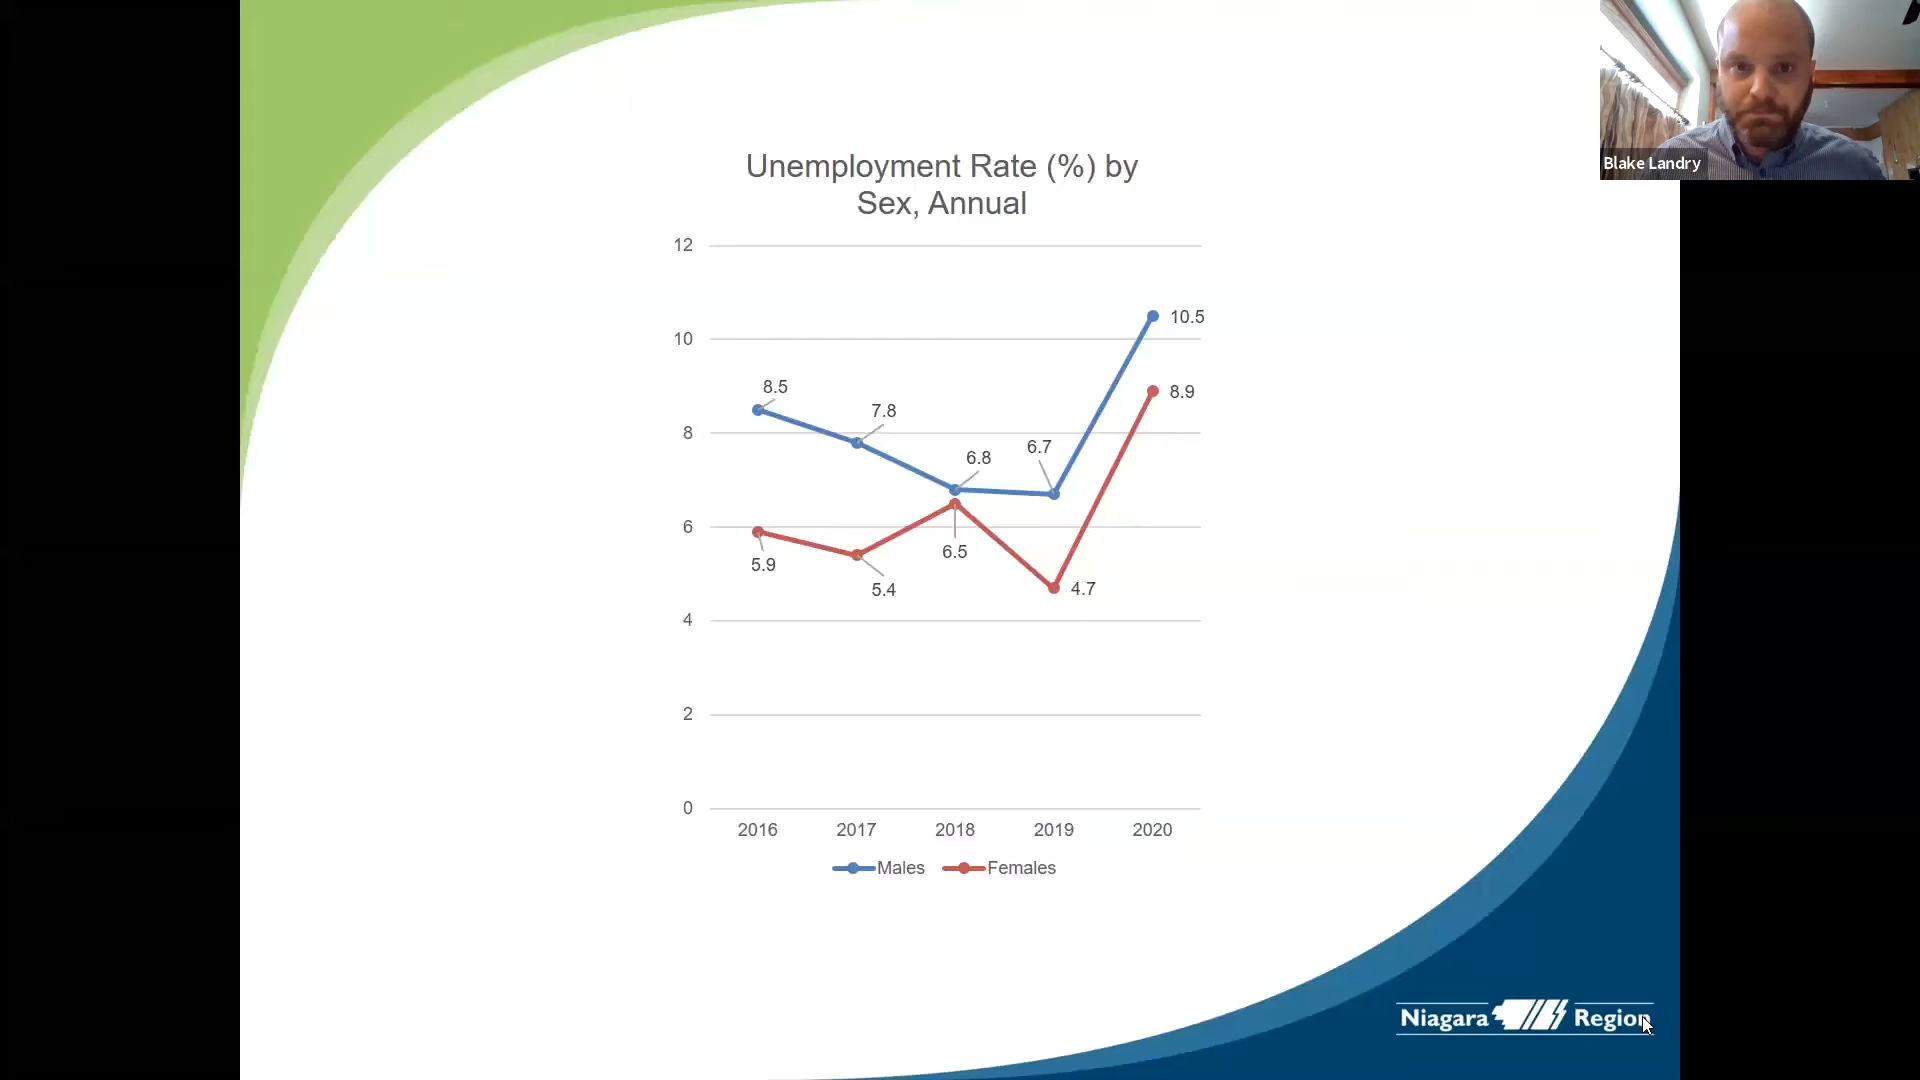 Blake Landry
Unemployment Rate (%) by
Sex, Annual
12
10
8
6
4
2
0
8.5
7.8
6.8
6.7
10.5
5.9
5.4
6.5
4.7
8.9
2016 2017 2018 2019 2020
Males Females
Niagara Region